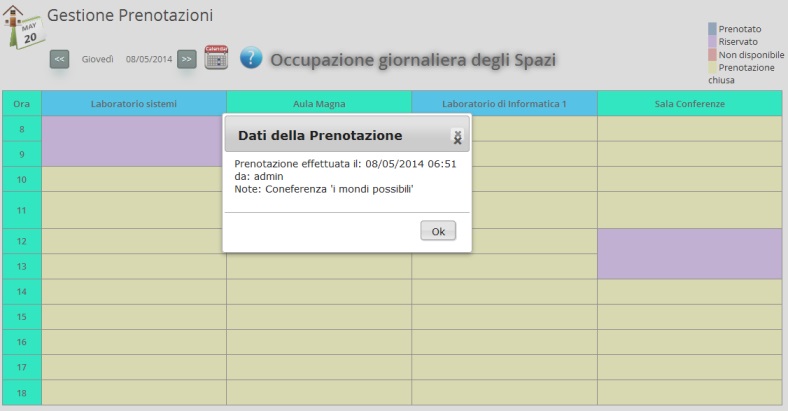 MAY
20
Gestione Prenotazioni
<< Giovedì 08/05/2014 >> Calendar ? Occupazione giornaliera degli Spazi
Prenotato
Riservato
Non disponibile
Prenotazione
chiusa
Ora Laboratorio sistemi Aula Magna Laboratorio di Informatica 1 Sala Conferenze
8
9
10
11
12
13
14
15
16
17
18
Dati della Prenotazione
Prenotazione effettuata il: 08/05/2014 06:51
da: admin
Note: Coneferenza 'i mondi possibili'
Ok